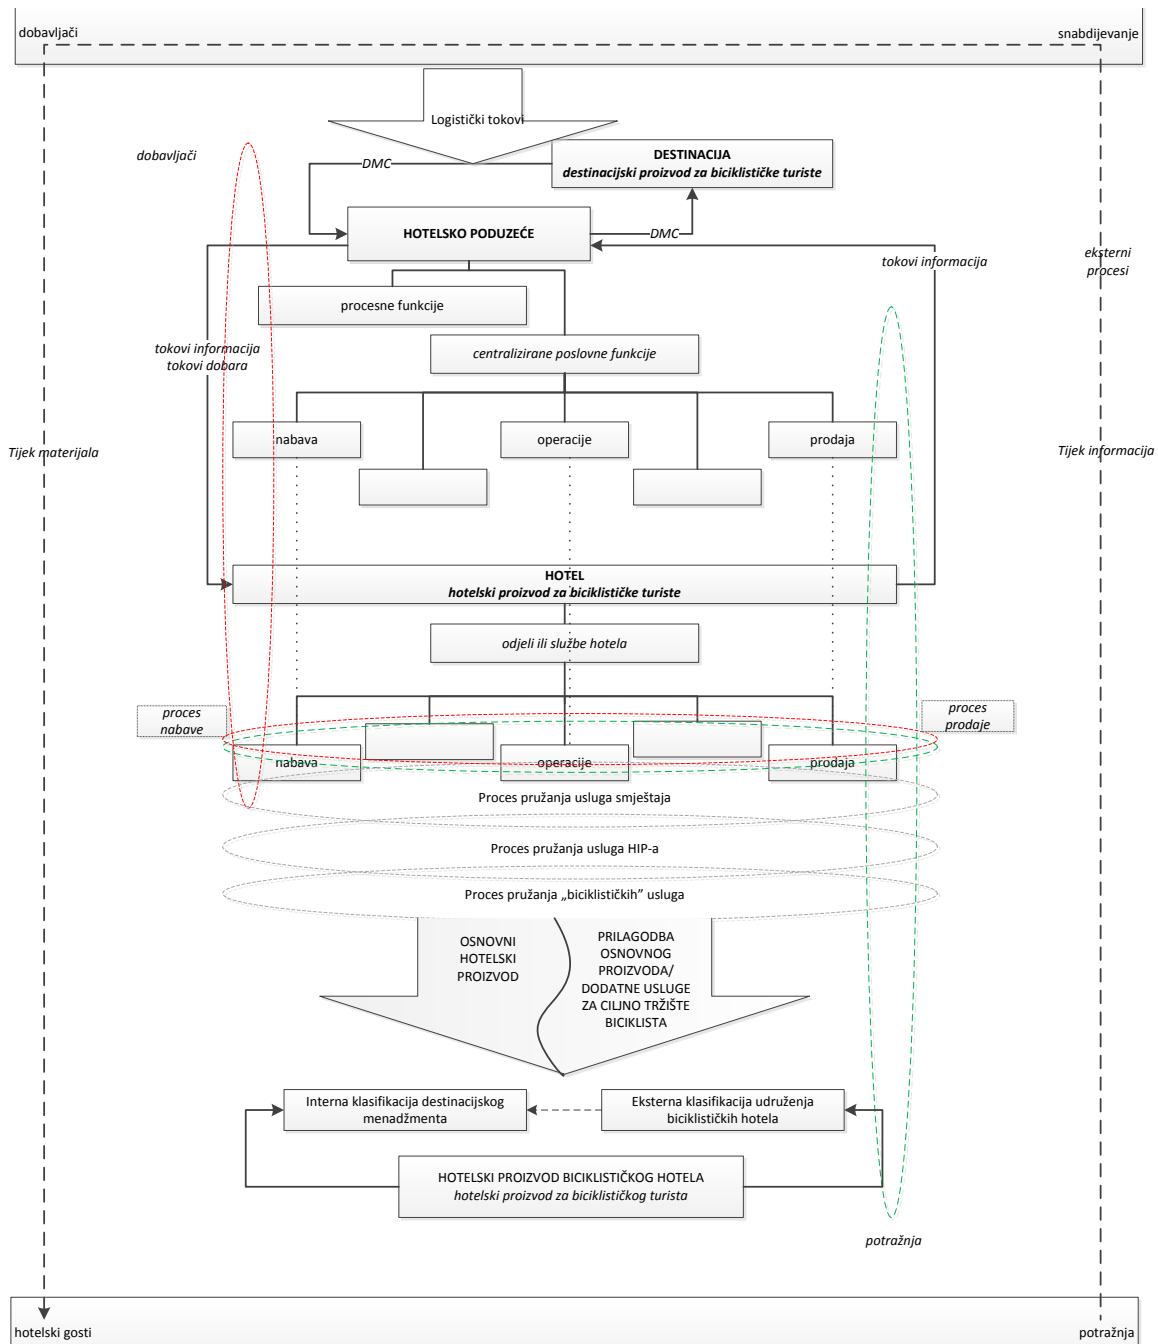 dobavljači
snabdijevanje
Logistički tokovi
dobavljači
DMC
DESTINACIJA
destinacijski proizvod za biciklističke turiste
HOTELSKO PODUZEĆE
DMC
tokovi informacija
eksterni
procesi
procesne funkcije
tokovi informacija
tokovi dobara
centralizirane poslovne funkcije
nabava
operacije
prodaja
Tijek materijala
Tijek informacija
HOTEL
hotelski proizvod za biciklističke turiste
odjeli ili službe hotela
proces
nabave
proces
prodaje
nabava
operacije
prodaja
Proces pružanja usluga smještaja
Proces pružanja usluga HIP-a
Proces pružanja „biciklističkih” usluga
OSNOVNI
HOTELSKI
PROIZVOD
PRILAGODBA
OSNOVNOG
PROIZVODA/
DODATNE USLUGE
ZA CILJNO TRŽIŠTE
BICIKLISTA
Interna klasifikacija destinacijskog
menadžmenta
Eksterna klasifikacija udruženja
biciklističkih hotela
HOTELSKI PROIZVOD BICIKLISTIČKOG HOTELA
hotelski proizvod za biciklističkog turista
potražnja
hotelski gosti
potražnja